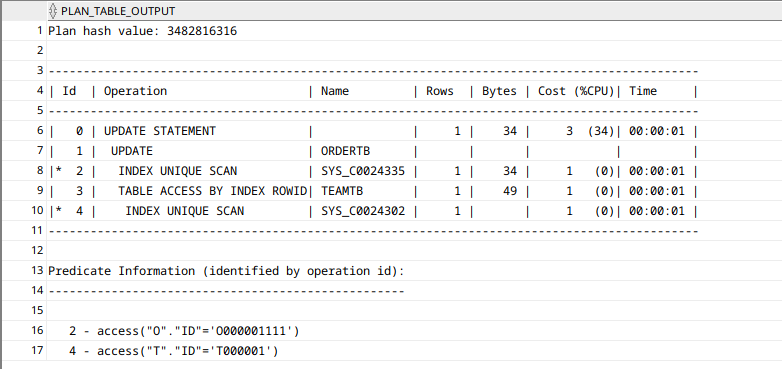 PLAN_TABLE_OUTPUT
1 Plan hash value: 3482816316
2
3 ---------------------------------------------------------------------------------------------
4 | Id  | Operation                    | Name         | Rows  | Bytes | Cost (%CPU)| Time     |
5 ---------------------------------------------------------------------------------------------
6 |   0 | UPDATE STATEMENT             |              |     1 |    34 |     3  (34)| 00:00:01 |
7 |   1 |  UPDATE                      | ORDERTB      |       |       |            |          |
8 |*  2 |   INDEX UNIQUE SCAN          | SYS_C0024335 |     1 |    34 |     1   (0)| 00:00:01 |
9 |   3 |   TABLE ACCESS BY INDEX ROWID| TEAMTB       |     1 |    49 |     1   (0)| 00:00:01 |
10 |*  4 |    INDEX UNIQUE SCAN         | SYS_C0024302 |     1 |       |     1   (0)| 00:00:01 |
11 ---------------------------------------------------------------------------------------------
12
13 Predicate Information (identified by operation id):
14 ---------------------------------------------------
15
16    2 - access("O"."ID"='O000001111')
17    4 - access("T"."ID"='T000001')